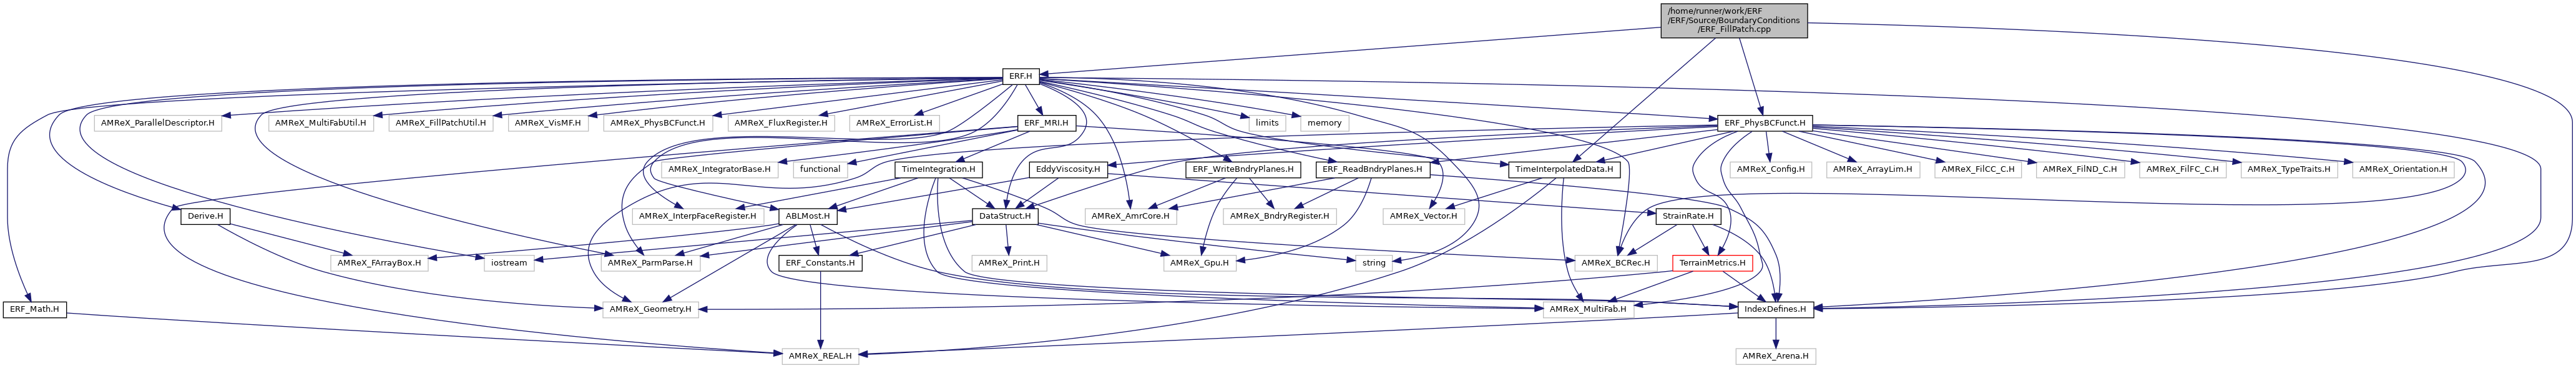 /home/runner/work/ERF
/ERF/Source/BoundaryConditions
/ERF_FillPatch.cpp
ERF.H
AMReX_ParallelDescriptor.H
AMReX_MultiFabUtil.H
AMReX_FillPatchUtil.H
AMReX_VisMF.H
AMReX_PhysBCFunct.H
AMReX_FluxRegister.H
AMReX_ErrorList.H
ERF_MRI.H
limits
memory
ERF_PhysBCFunct.H
AMReX_IntegratorBase.H
functional
TimeIntegration.H
EddyViscosity.H
ERF_WriteBndryPlanes.H
ERF_ReadBndryPlanes.H
TimeInterpolatedData.H
AMReX_Config.H
AMReX_ArrayLim.H
AMReX_FilCC_C.H
AMReX_FilND_C.H
AMReX_FilFC_C.H
AMReX_TypeTraits.H
AMReX_Orientation.H
Derive.H
AMReX_InterpFaceRegister.H
ABLMost.H
DataStruct.H
AMReX_AmrCore.H
AMReX_BndryRegister.H
AMReX_Vector.H
StrainRate.H
AMReX_FArrayBox.H
iostream
AMReX_ParmParse.H
ERF_Constants.H
AMReX_Print.H
AMReX_Gpu.H
string
AMReX_BCRec.H
TerrainMetrics.H
ERF_Math.H
AMReX_Geometry.H
AMReX_MultiFab.H
IndexDefines.H
AMReX_REAL.H
AMReX_Arena.H